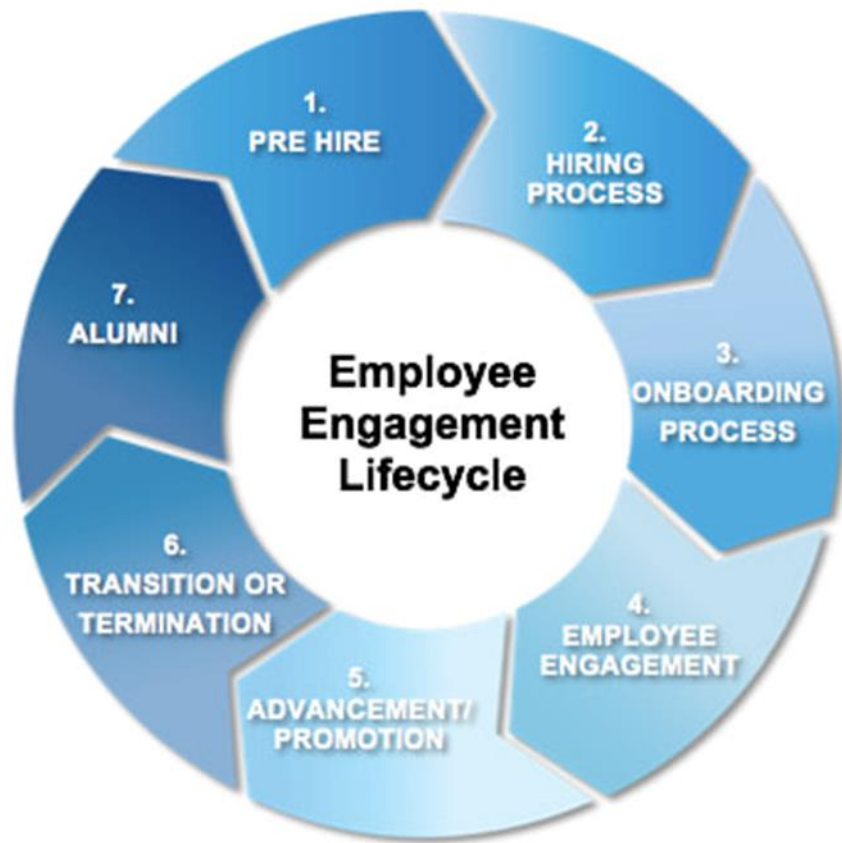 1.
PRE HIRE
2.
HIRING
PROCESS
3.
ONBOARDING
PROCESS
4.
EMPLOYEE
ENGAGEMENT
5.
ADVANCEMENT/
PROMOTION
6.
TRANSITION OR
TERMINATION
7.
ALUMNI
Employee
Engagement
Lifecycle